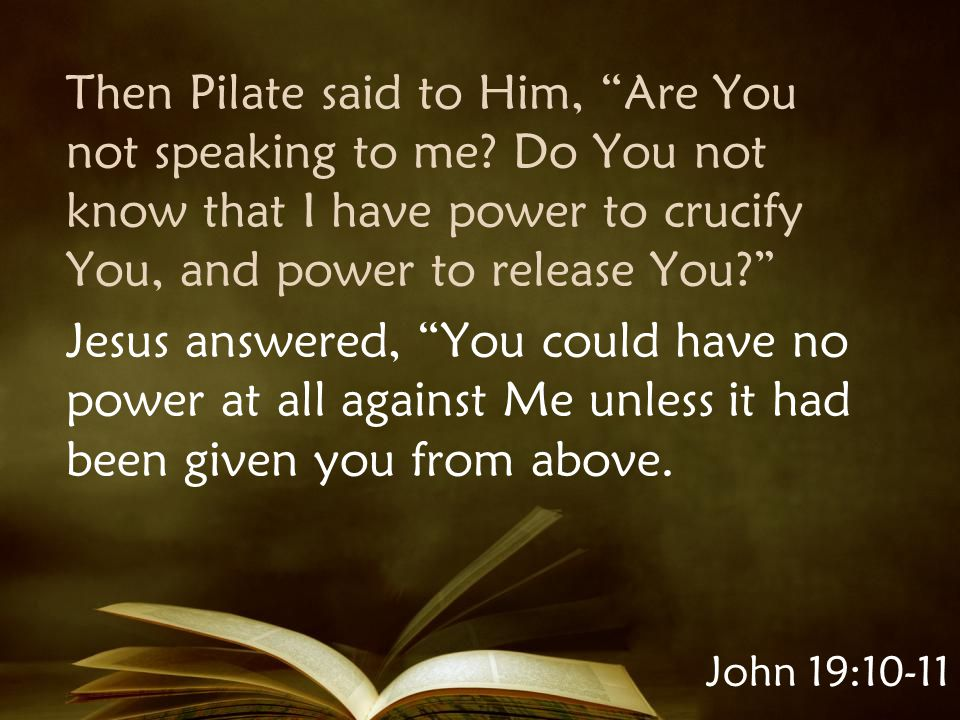 Then Pilate said to Him, “Are You
not speaking to me? Do You not
know that I have power to crucify
You, and power to release You?”
Jesus answered, “You could have no
power at all against Me unless it had
been given you from above.
John 19:10-11